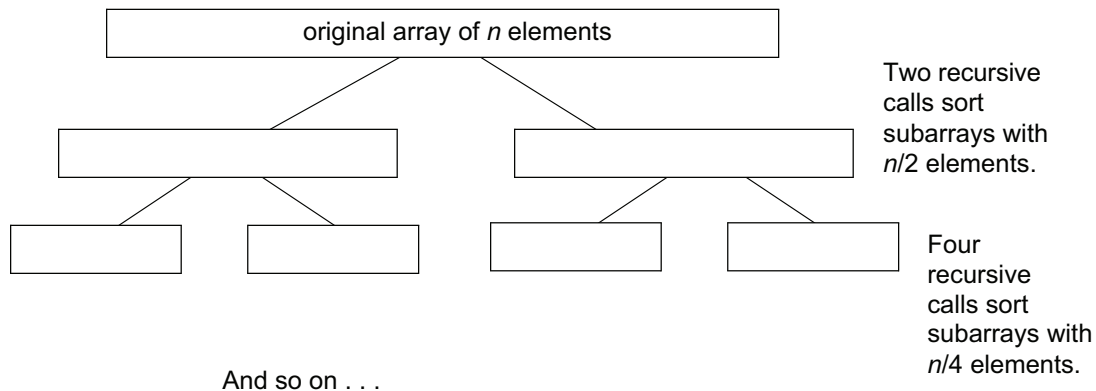 original array of n elements
Two recursive
calls sort
subarrays with
n/2 elements.
Four
recursive
calls sort
subarrays with
n/4 elements.
And so on . . .